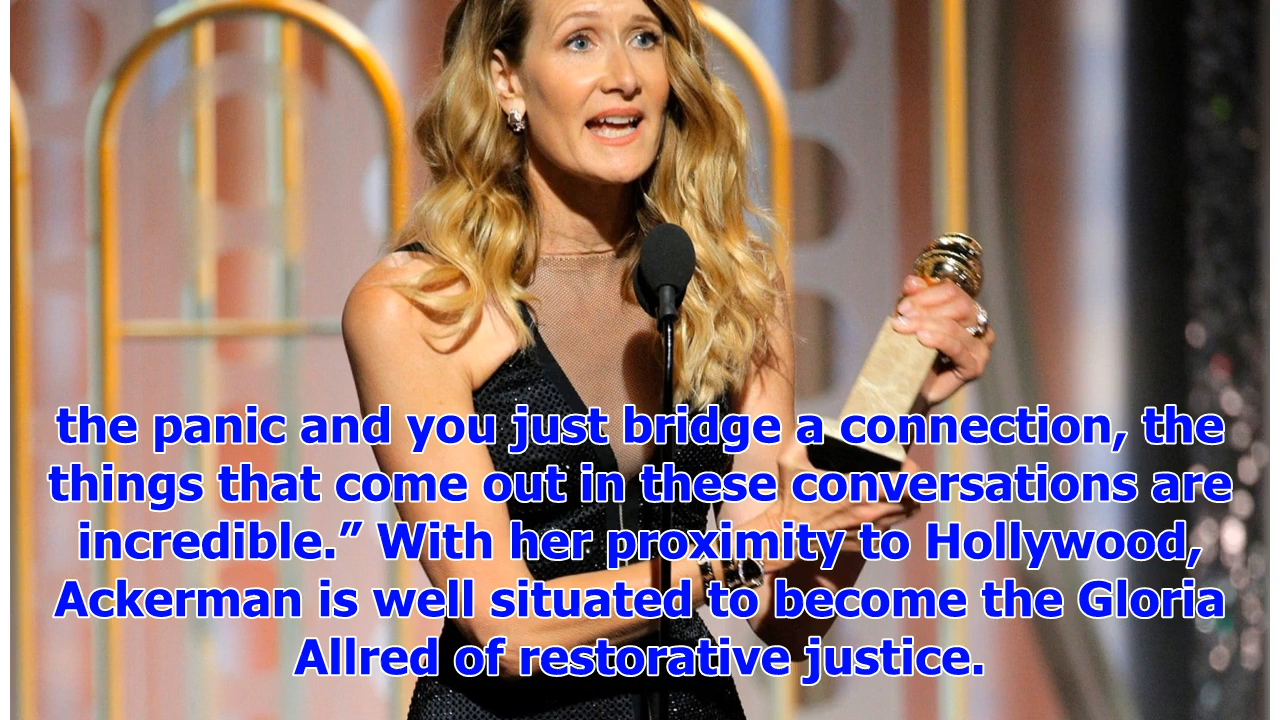 the panic and you just bridge a connection, the
things that come out in these conversations are
incredible.” With her proximity to Hollywood,
Ackerman is well situated to become the Gloria
Allred of restorative justice.